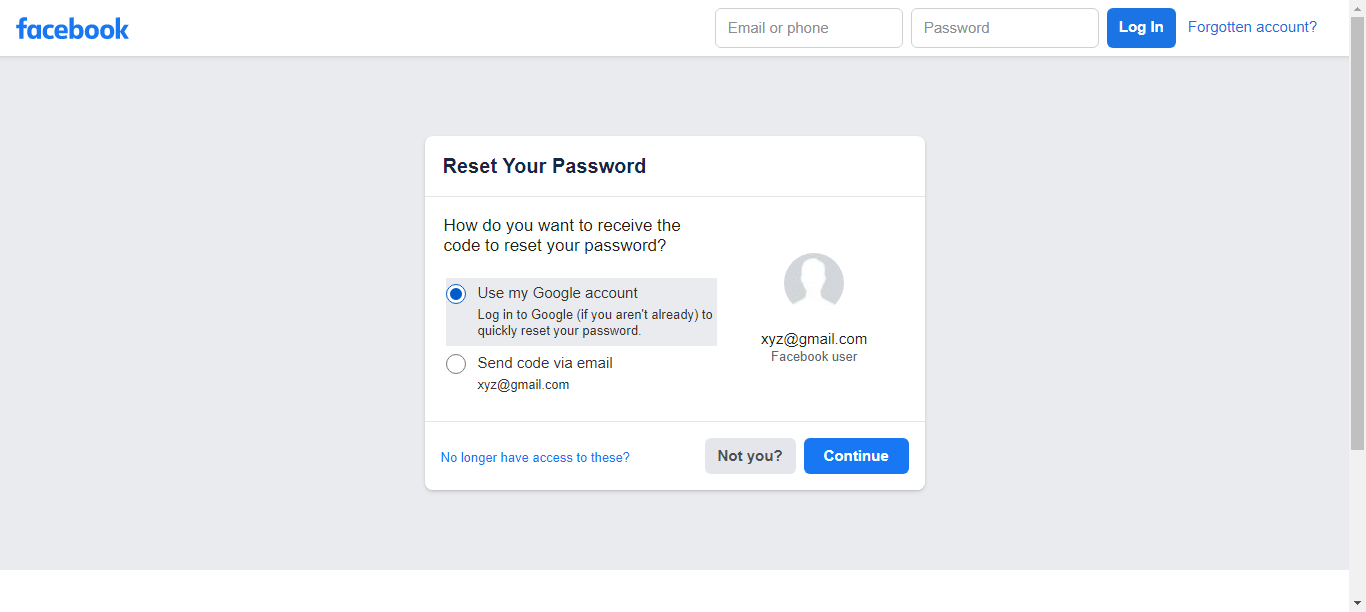 facebook
Email or phone
Password
Log In
Forgotten account?
Reset Your Password
How do you want to receive the
code to reset your password?
Use my Google account
Log in to Google (if you aren't already) to
quickly reset your password.
Send code via email
xyz@gmail.com
xyz@gmail.com
Facebook user
No longer have access to these?
Not you?
Continue